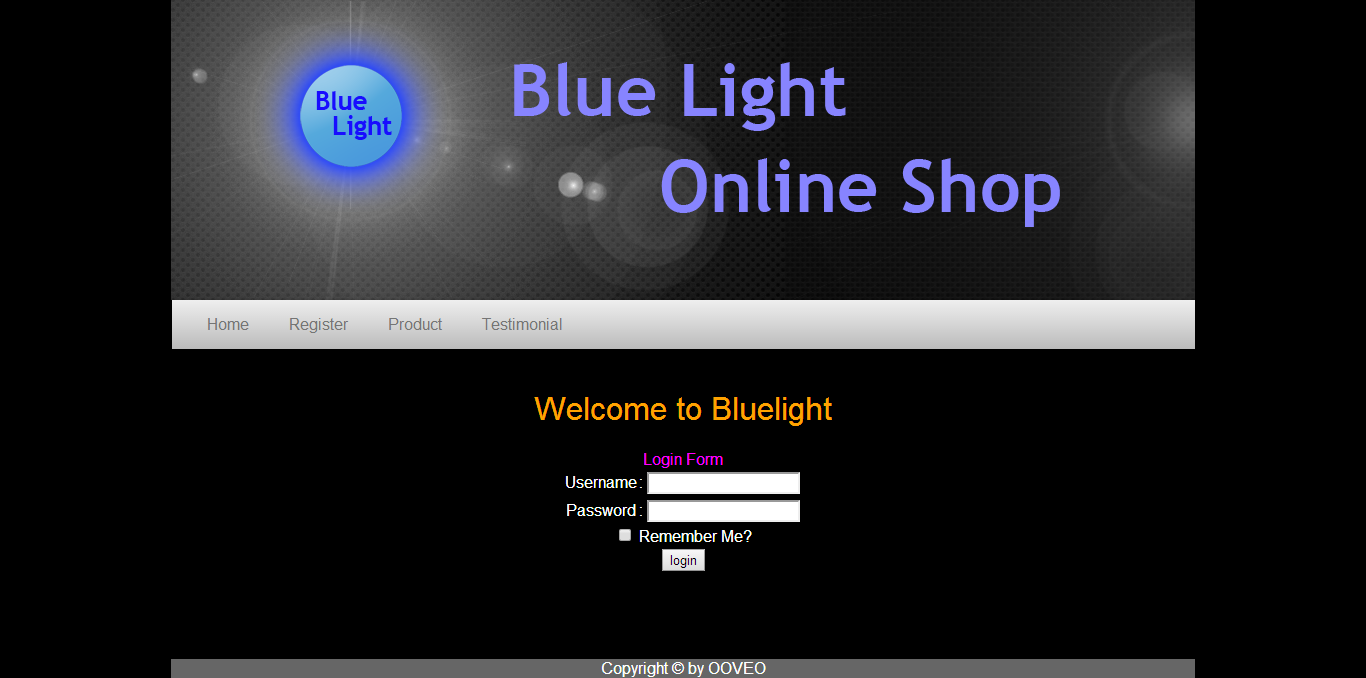 Blue
Light
Blue Light
Online Shop
Home Register Product Testimonial
Welcome to Bluelight
Login Form
Username :
Password :
Remember Me?
login
Copyright © by OOVEO